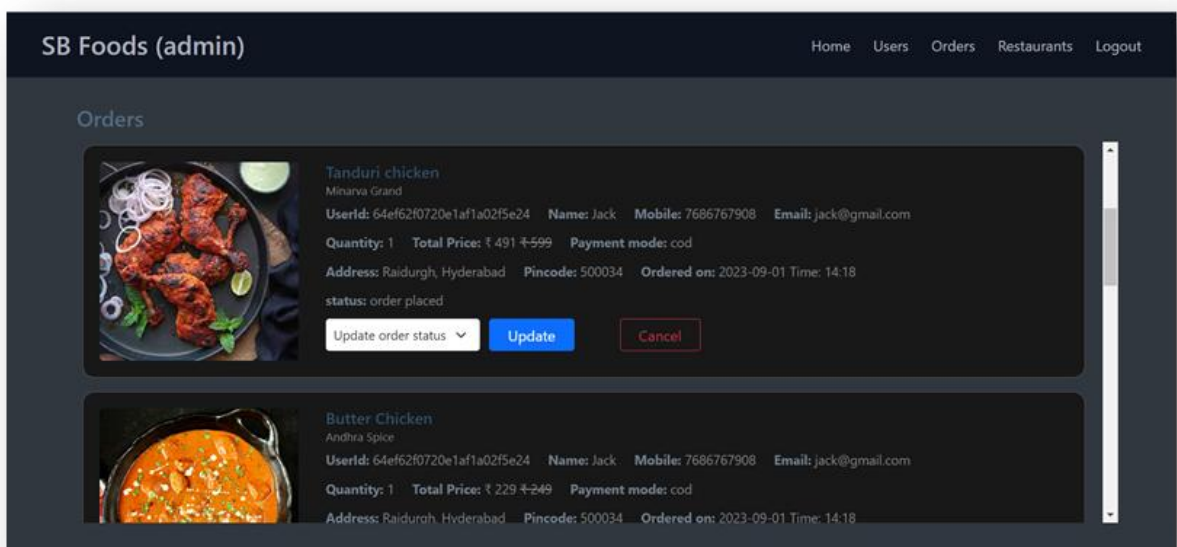 SB Foods (admin)
Home Users Orders Restaurants Logout
Orders
Tanduri chicken
Minarva Grand
UserId: 64ef62f0720e1af1a02f5e24 Name: Jack Mobile: 7686767908 Email: jack@gmail.com
Quantity: 1 Total Price: ₹ 491 ₹ 599 Payment mode: cod
Address: Raidurgh, Hyderabad Pincode: 500034 Ordered on: 2023-09-01 Time: 14:18
status: order placed
Update order status Update Cancel
Butter Chicken
Andhra Spice
UserId: 64ef62f0720e1af1a02f5e24 Name: Jack Mobile: 7686767908 Email: jack@gmail.com
Quantity: 1 Total Price: ₹ 229 ₹ 249 Payment mode: cod
Address: Raidurgh, Hyderabad Pincode: 500034 Ordered on: 2023-09-01 Time: 14:18